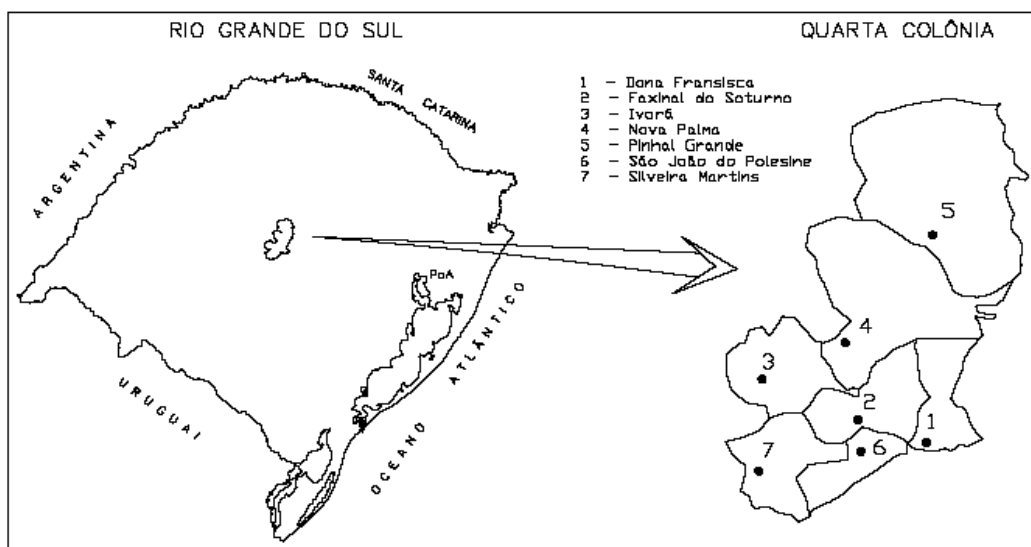 RIO GRANDE DO SUL
QUARTA COLÔNIA
SANTA CATARINA
ARGENTINA
1 - Dona Fransisca
2 - Faxinal do Soturno
3 - Ivorá
4 - Nova Palma
5 - Pinhal Grande
6 - São João do Polesine
7 - Silveira Martins
PoA
URUGUAI
OCEANO ATLÂNTICO
5
4
3
2
1
7
6